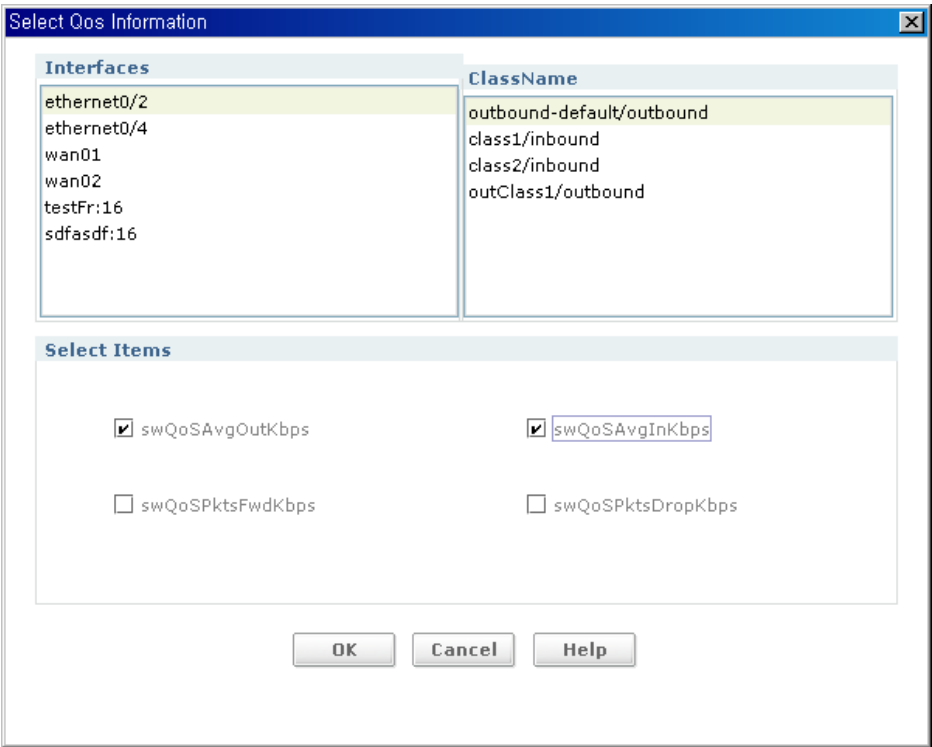 Select Qos Information
Interfaces
ethernet0/2
ethernet0/4
wan01
wan02
testFr:16
sdfasdf:16
ClassName
outbound-default/outbound
class1/inbound
class2/inbound
outClass1/outbound
Select Items
swQoSAvgOutKbps
swQoSAvgInKbps
swQoSPktsFwdKbps
swQoSPktsDropKbps
OK
Cancel
Help